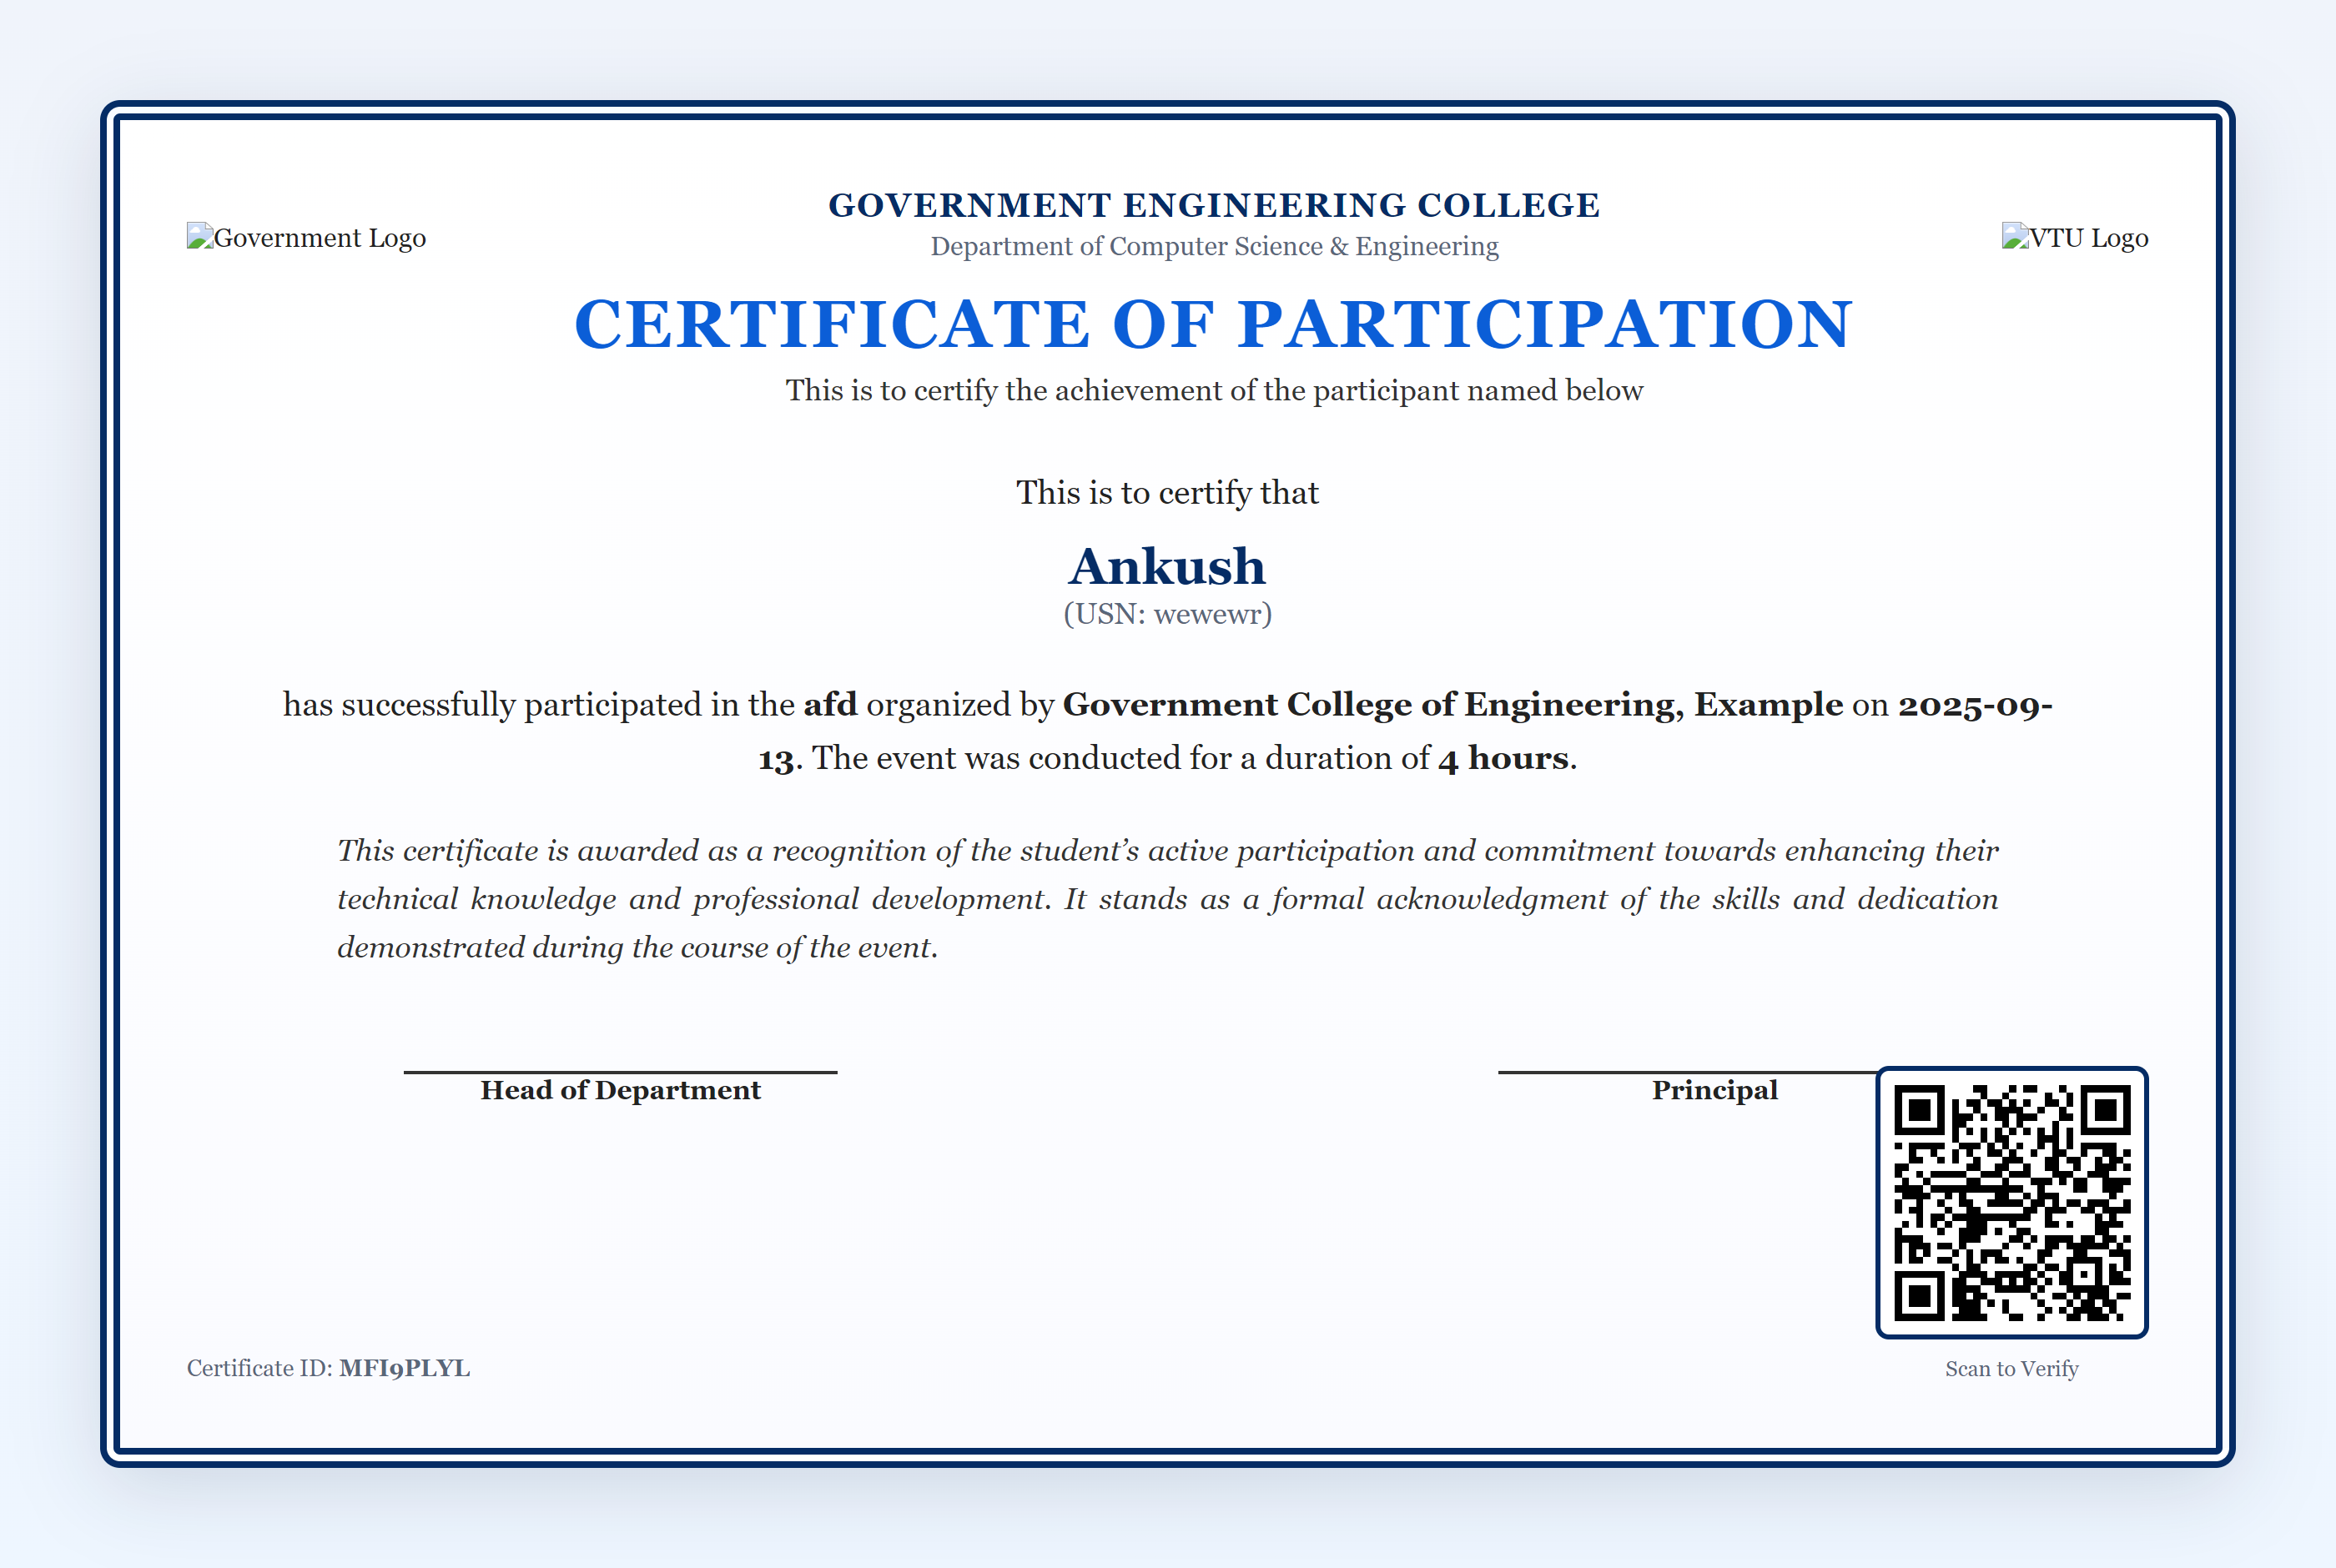 GOVERNMENT ENGINEERING COLLEGE
Government Logo
VTU Logo
Department of Computer Science & Engineering
CERTIFICATE OF PARTICIPATION
This is to certify the achievement of the participant named below
This is to certify that
Ankush
(USN: wewewr)
has successfully participated in the afd organized by Government College of Engineering, Example on 2025-09-
13. The event was conducted for a duration of 4 hours.
This certificate is awarded as a recognition of the student’s active participation and commitment towards enhancing their
technical knowledge and professional development. It stands as a formal acknowledgment of the skills and dedication
demonstrated during the course of the event.
Head of Department
Principal
Certificate ID: MFI9PLYL
Scan to Verify